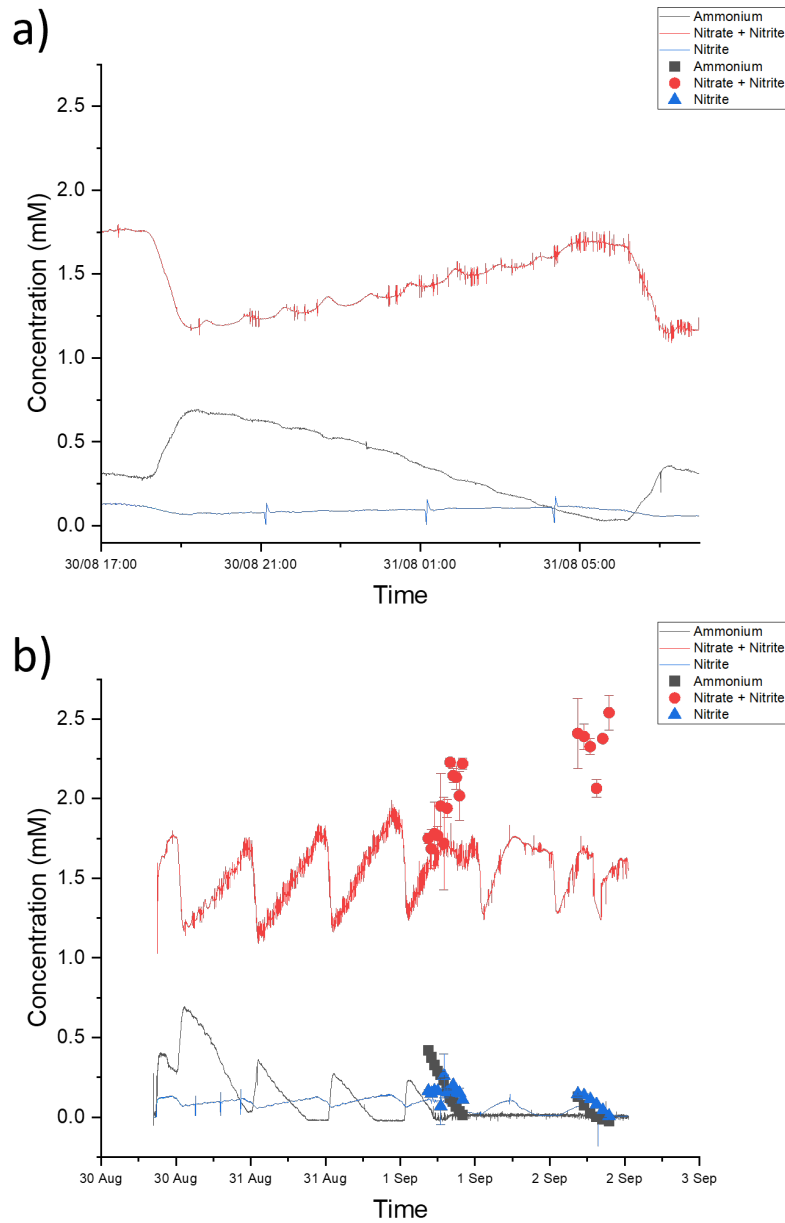 a)
Ammonium
Nitrate + Nitrite
Nitrite
Ammonium
Nitrate + Nitrite
Nitrite
2.5
2.0
1.5
1.0
0.5
0.0
Concentration (mM)
30/08 17:00 30/08 21:00 31/08 01:00 31/08 05:00
Time
b)
Ammonium
Nitrate + Nitrite
Nitrite
Ammonium
Nitrate + Nitrite
Nitrite
2.5
2.0
1.5
1.0
0.5
0.0
Concentration (mM)
30 Aug 30 Aug 31 Aug 31 Aug 1 Sep 1 Sep 2 Sep 2 Sep 3 Sep
Time